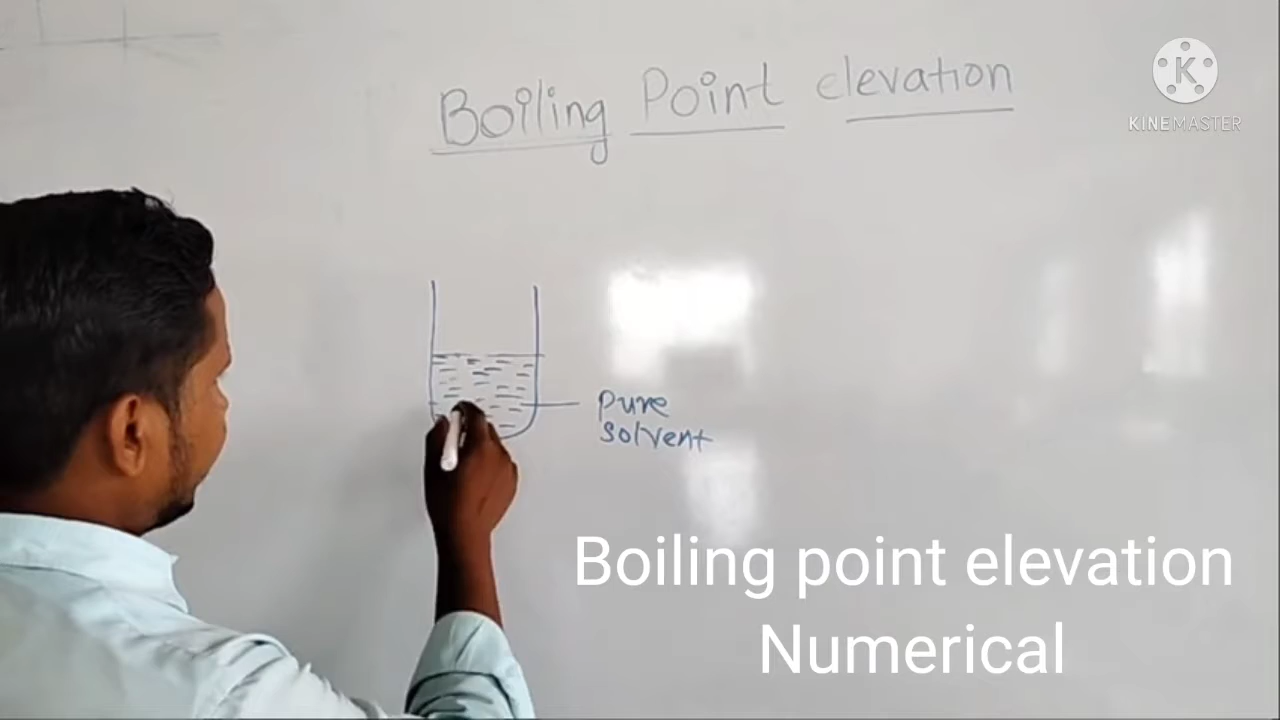 Boiling Point elevation
K
KINEMASTER
Pure
Solvent
Boiling point elevation
Numerical